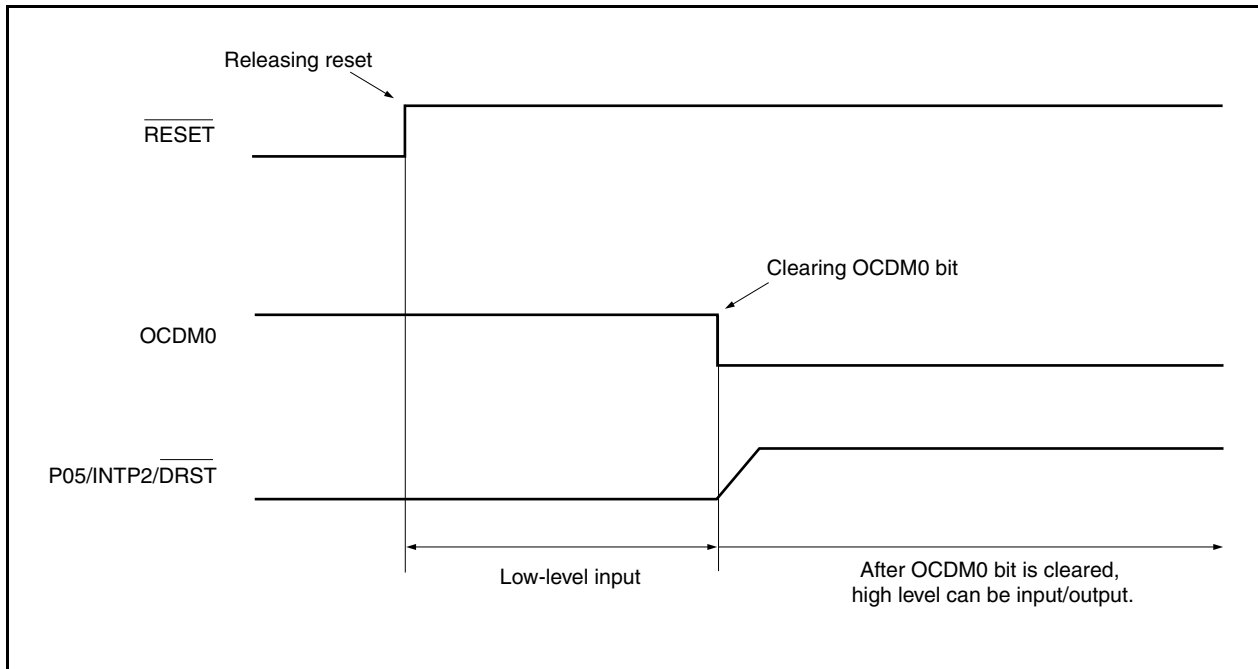 Releasing reset
RESET
Clearing OCDM0 bit
OCDM0
P05/INTP2/DRST
Low-level input
After OCDM0 bit is cleared,
high level can be input/output.